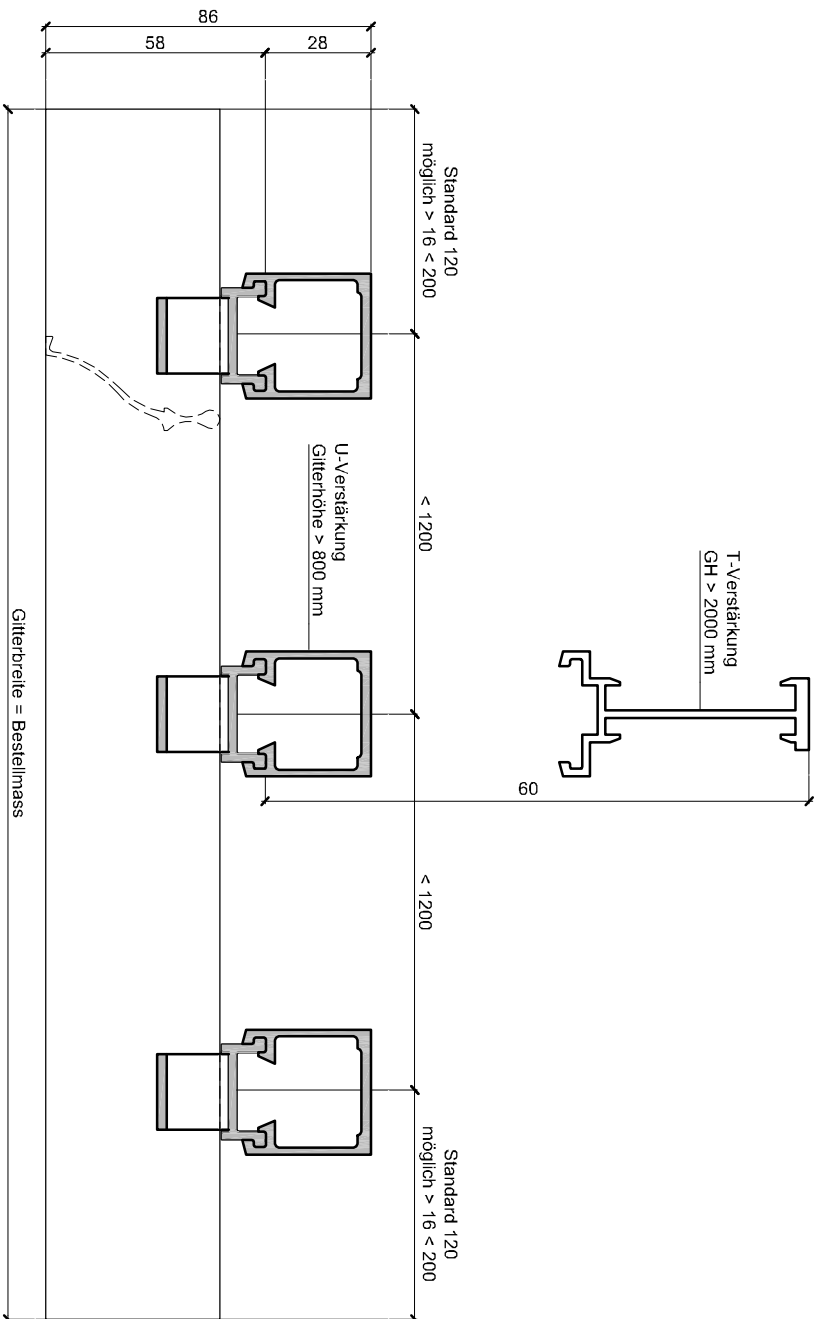 86
58
28
Standard 120
möglich > 16 < 200
< 1200
T-Verstärkung
GH > 2000 mm
U-Verstärkung
Gitterhöhe > 800 mm
60
< 1200
Standard 120
möglich > 16 < 200
Gitterbreite = Bestellmass